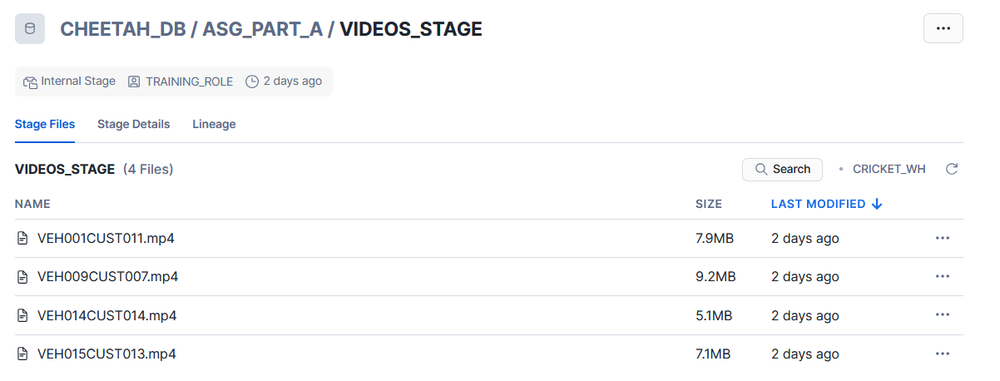 CHEETAH_DB / ASG_PART_A / VIDEOS_STAGE
Internal Stage TRAINING_ROLE 2 days ago
Stage Files Stage Details Lineage
VIDEOS_STAGE (4 Files) Search CRICKET_WH
NAME SIZE LAST MODIFIED
VEH001CUST011.mp4 7.9MB 2 days ago
VEH009CUST007.mp4 9.2MB 2 days ago
VEH014CUST014.mp4 5.1MB 2 days ago
VEH015CUST013.mp4 7.1MB 2 days ago